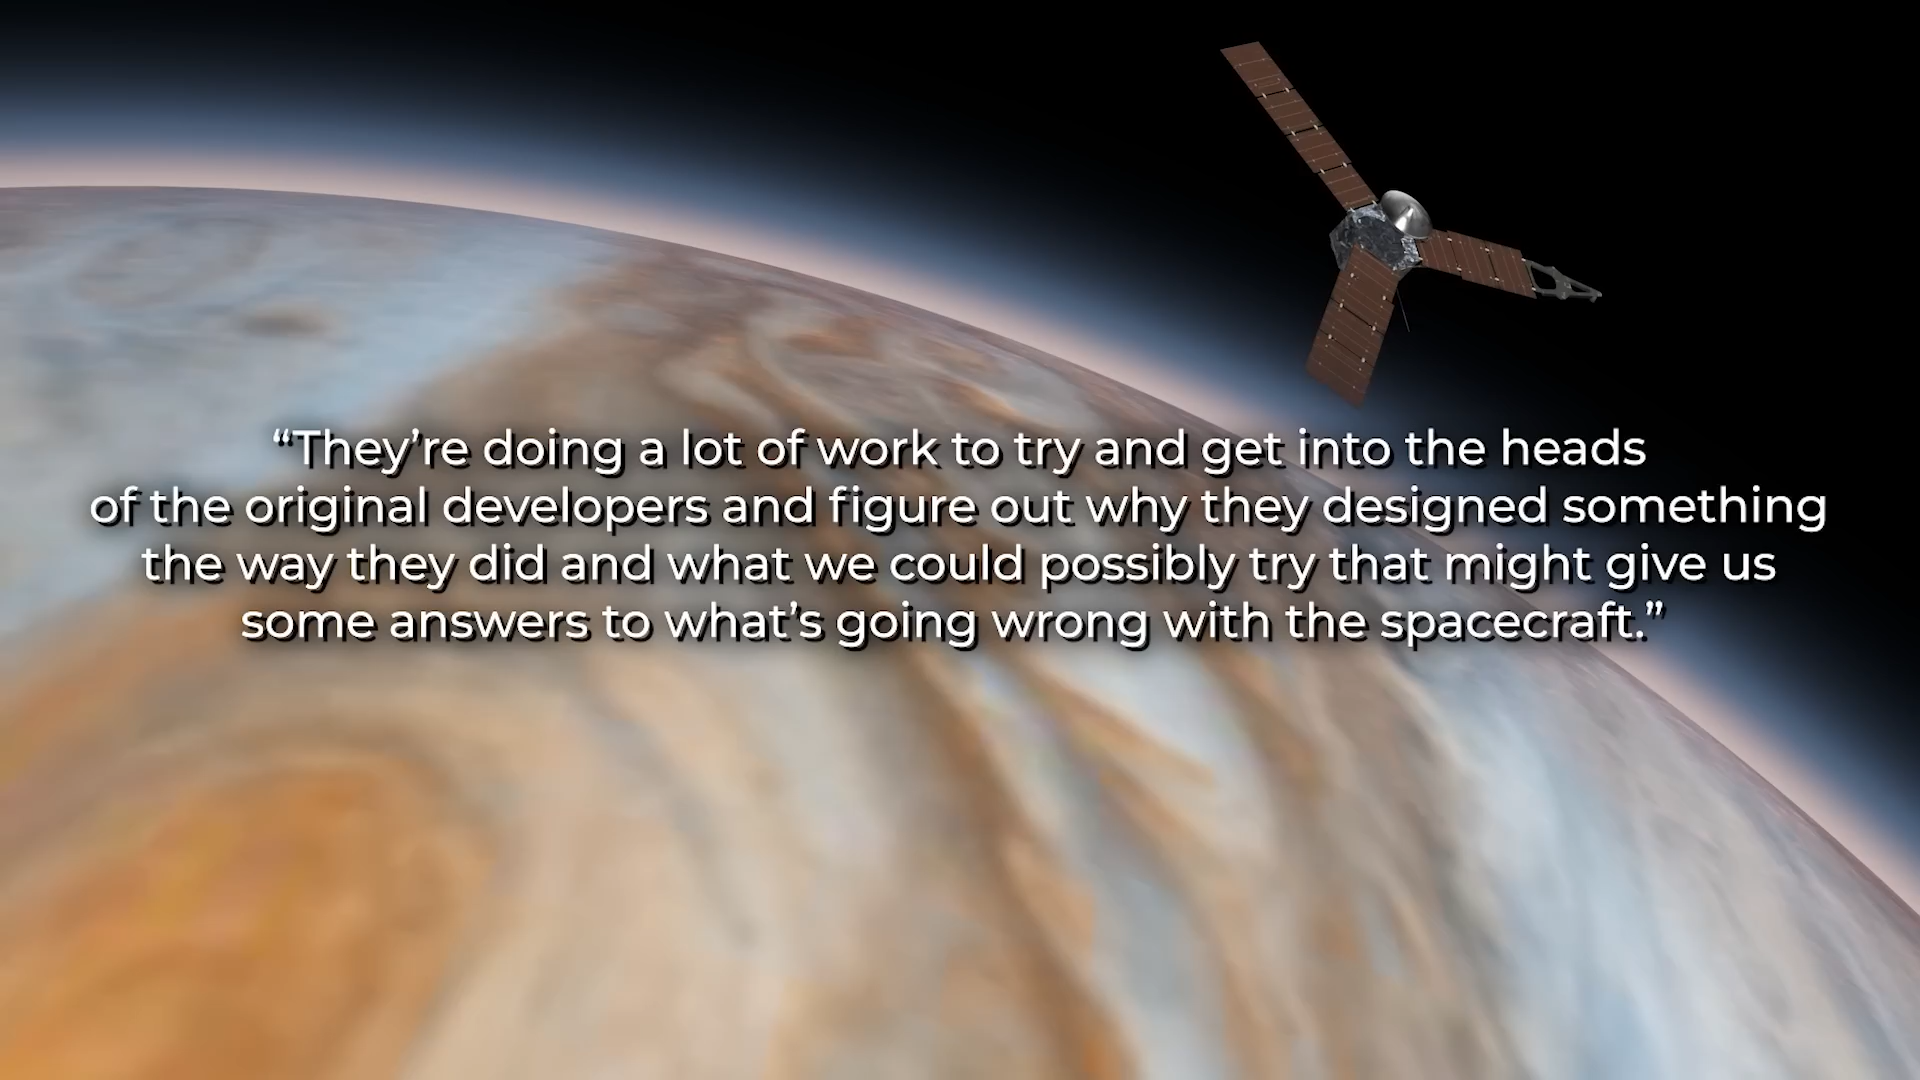 “They’re doing a lot of work to try and get into the heads
of the original developers and figure out why they designed something
the way they did and what we could possibly try that might give us
some answers to what’s going wrong with the spacecraft.”